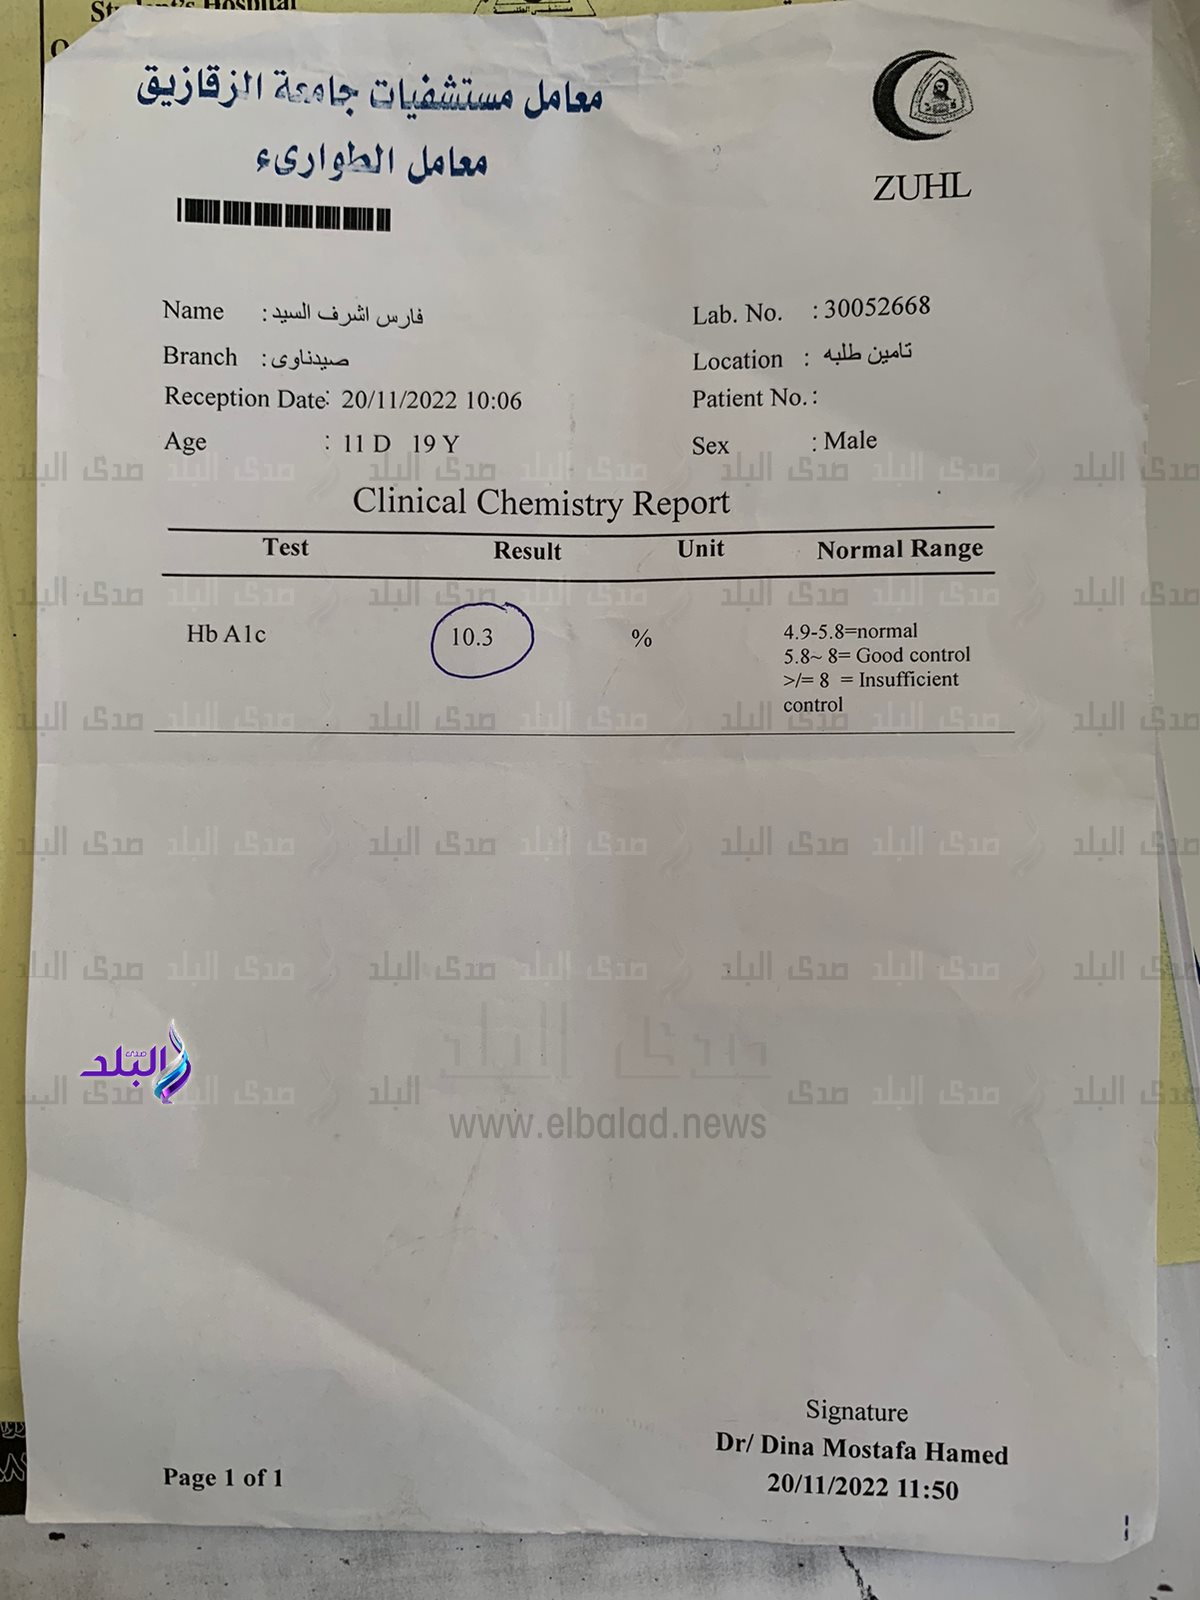 Hospital
معامل مستشفيات جامعة الزقازيق
معامل الطوارىء
ZUHL
Name : فارس اشرف السيد
Lab. No. : 30052668
Branch : صيدناوى
Location : تامين طلبه
Reception Date: 20/11/2022 10:06
Patient No. :
Age : 11 D 19 Y
Sex : Male
Clinical Chemistry Report
Test Result Unit Normal Range
Hb A1c 10.3 % 4.9-5.8=normal
5.8~ 8= Good control
>/= 8 = Insufficient
control
صدى البلد
صدى البلد
www.elbalad.news
Signature
Dr/ Dina Mostafa Hamed
20/11/2022 11:50
Page 1 of 1